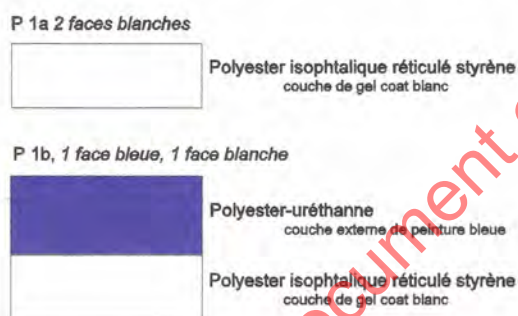 P 1a 2 faces blanches
Polyester isophtalique réticulé styrène
couche de gel coat blanc
P 1b, 1 face bleue, 1 face blanche
Polyester-uréthanne
couche externe de peinture bleue
Polyester isophtalique réticulé styrène
couche de gel coat blanc